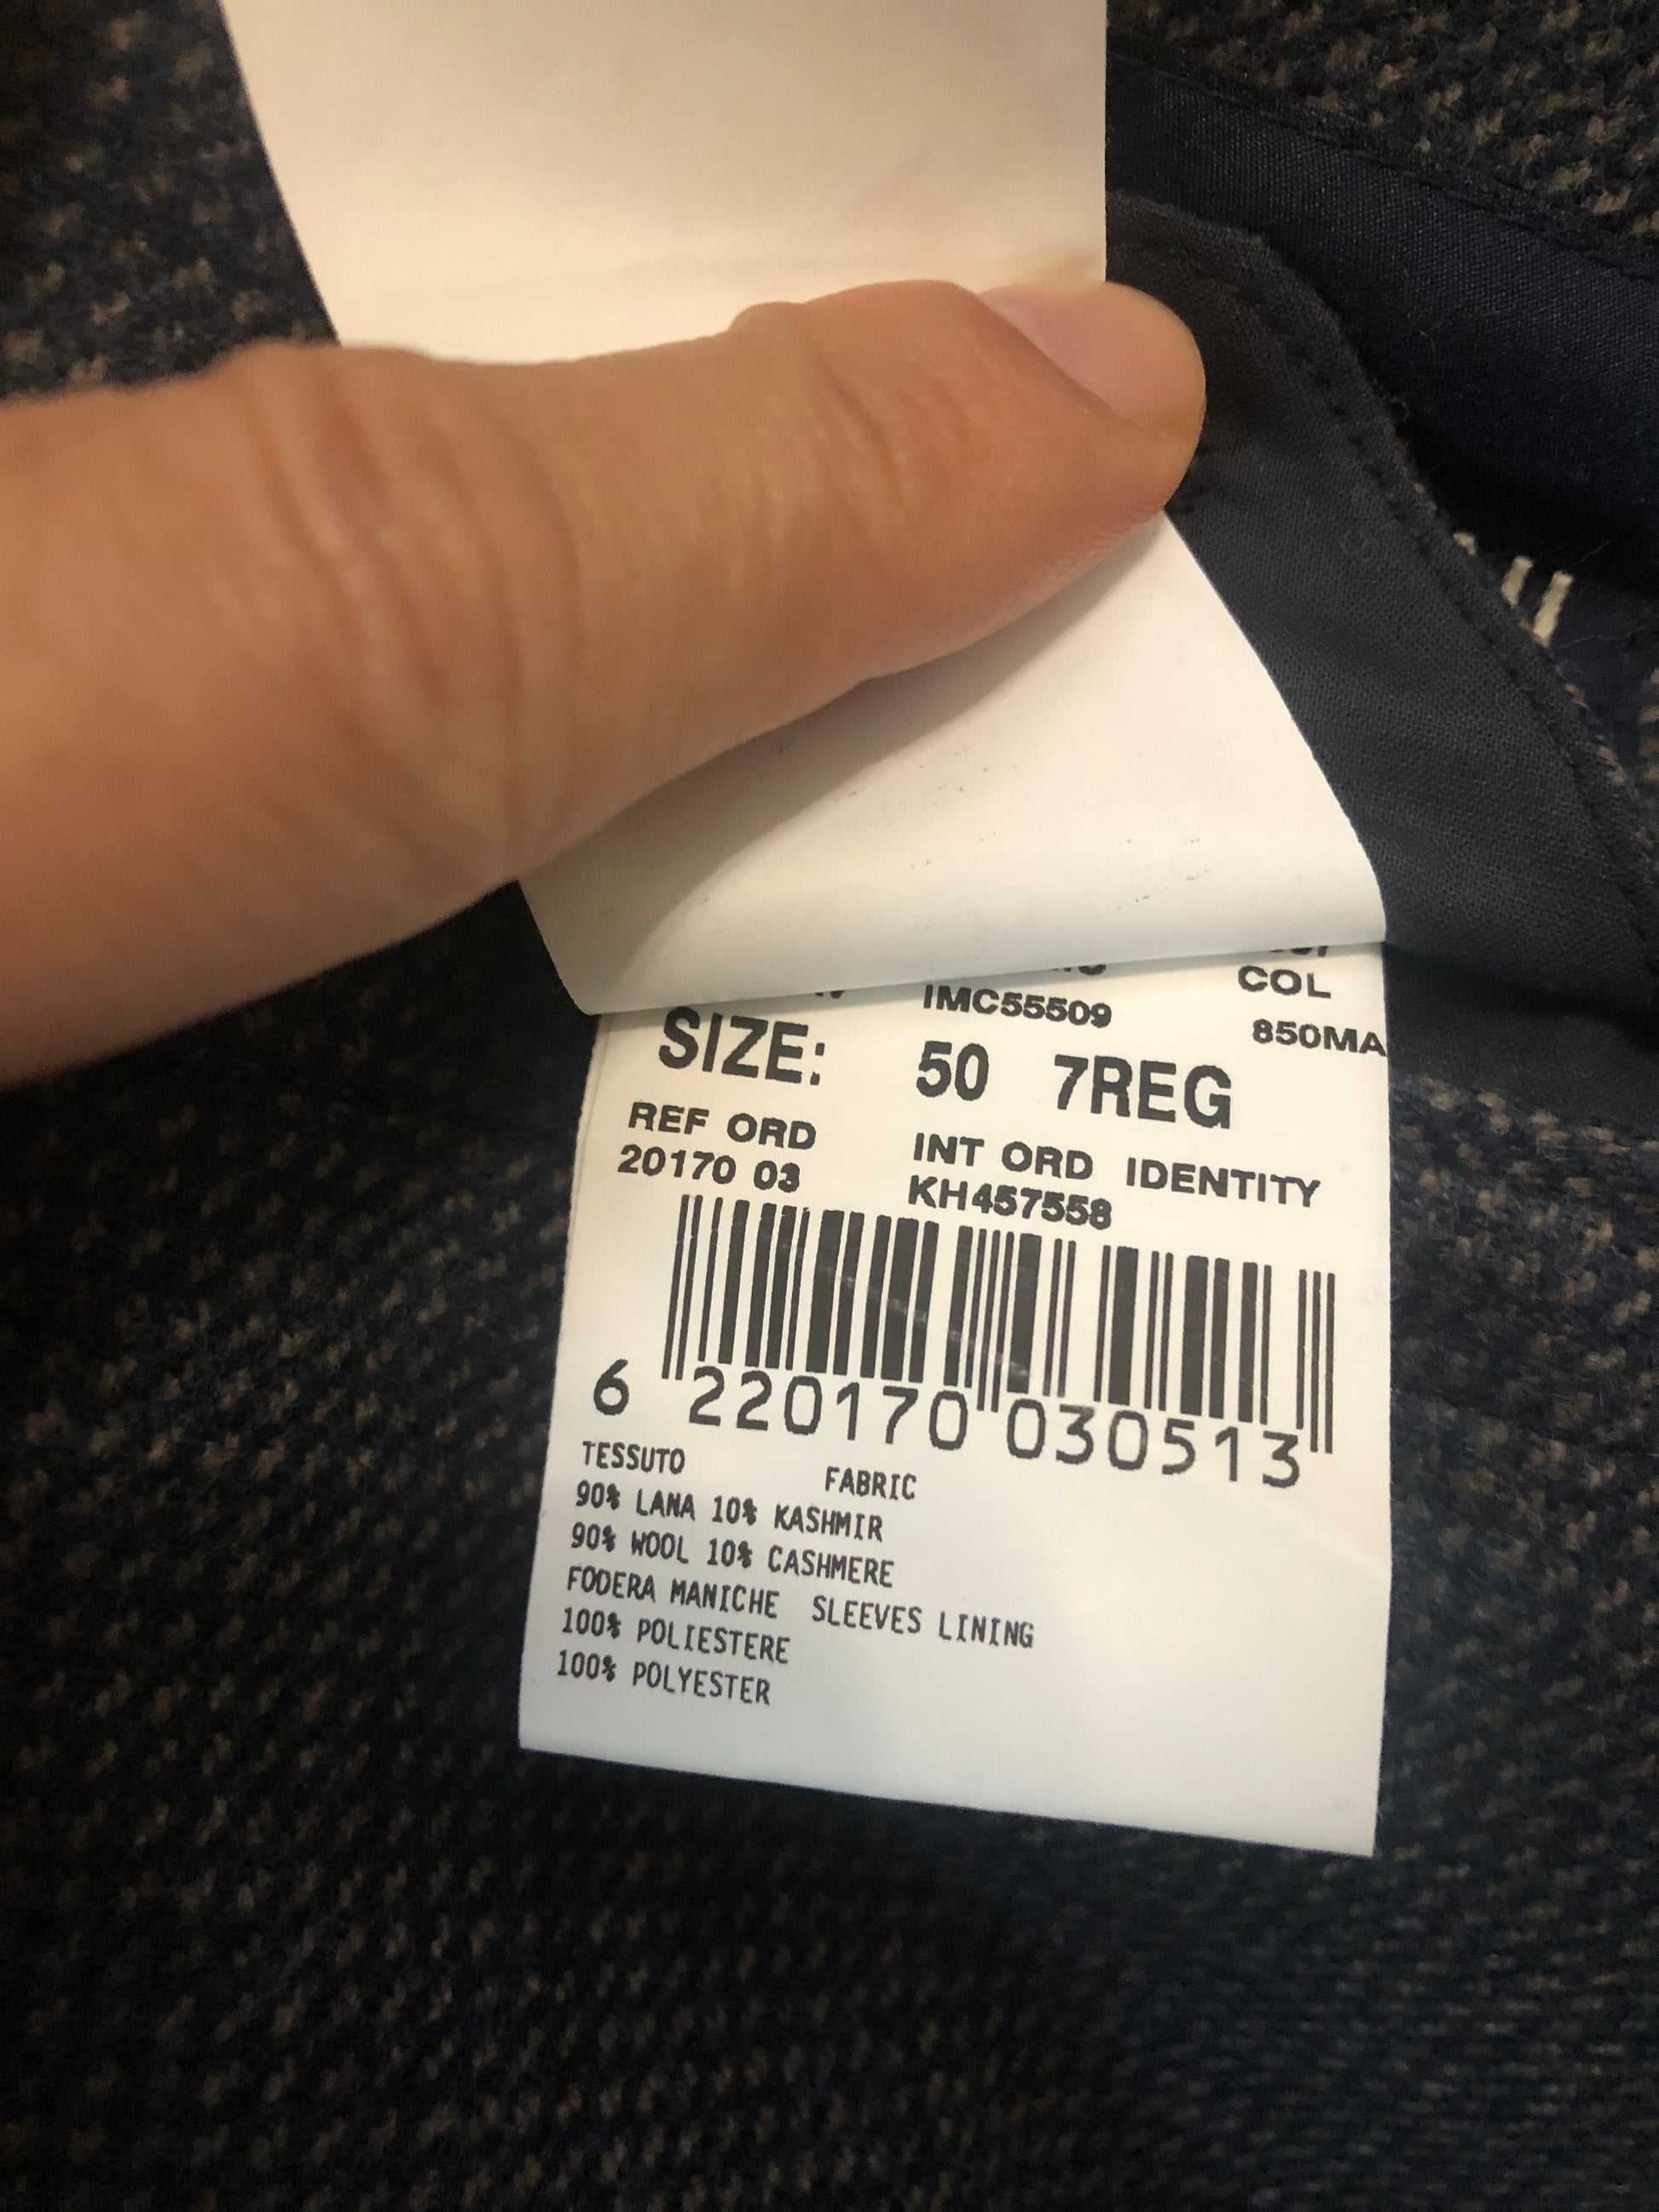 COL
IMC55509 850MA
SIZE: 50 7REG
REF ORD INT ORD IDENTITY
20170 03 KH457558
6 220170 030513
TESSUTO FABRIC
90% LANA 10% KASHMIR
90% WOOL 10% CASHMERE
FODERA MANICHE SLEEVES LINING
100% POLIESTERE
100% POLYESTER